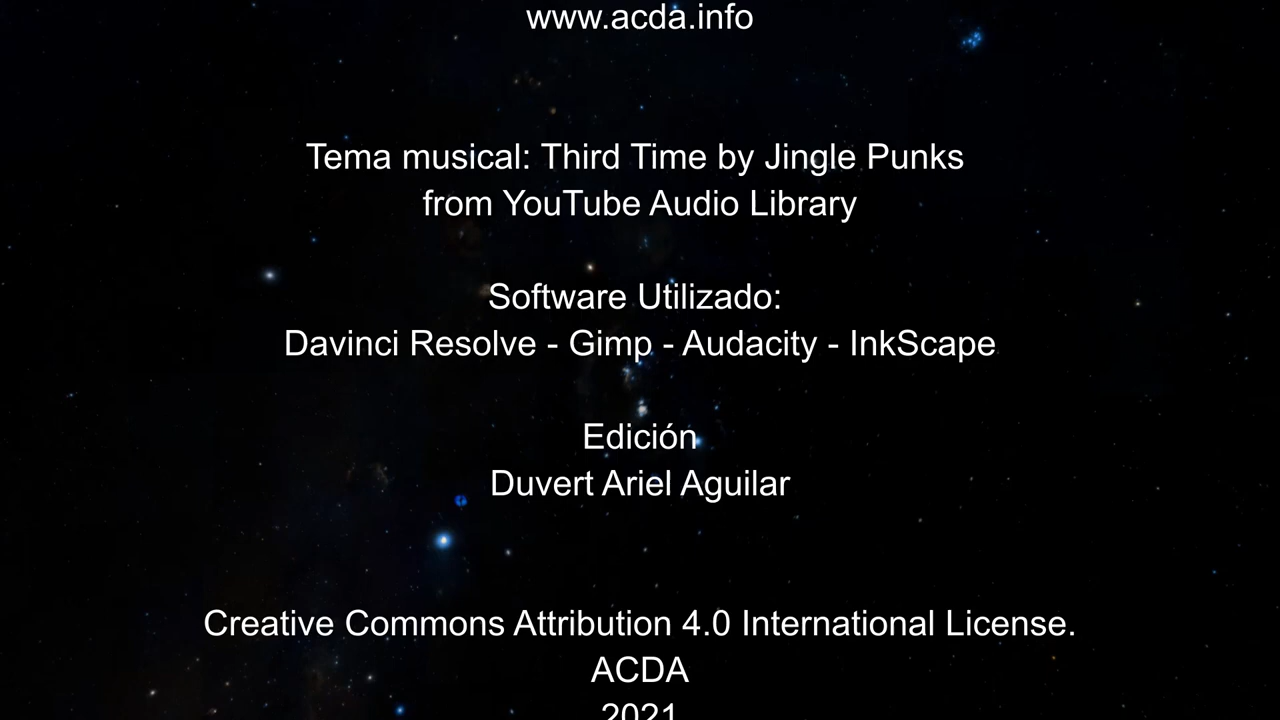 www.acda.info
Tema musical: Third Time by Jingle Punks
from YouTube Audio Library
Software Utilizado:
Davinci Resolve - Gimp - Audacity - InkScape
Edición
Duvert Ariel Aguilar
Creative Commons Attribution 4.0 International License.
ACDA
2021